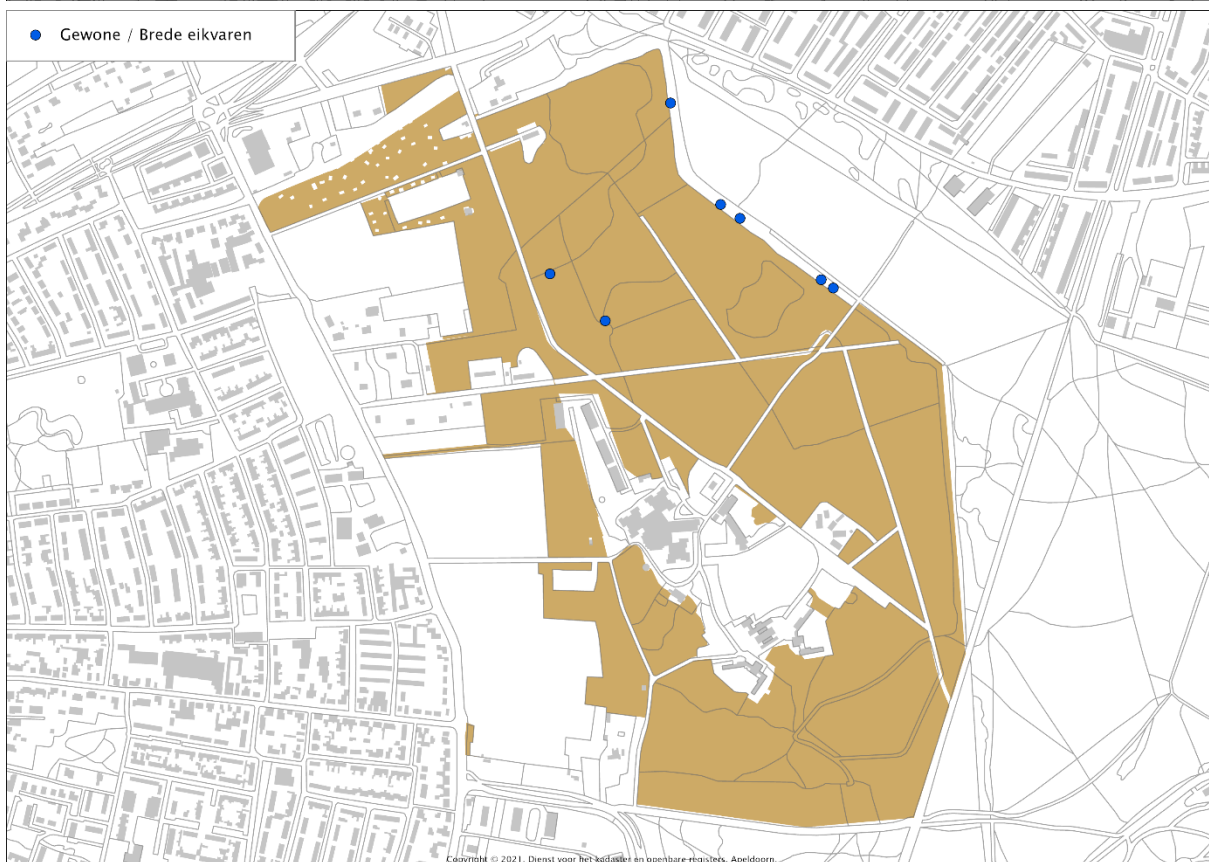 Gewone / Brede eikvaren
Copyright © 2021, Dienst voor het kadaster en openbare registers, Apeldoorn.